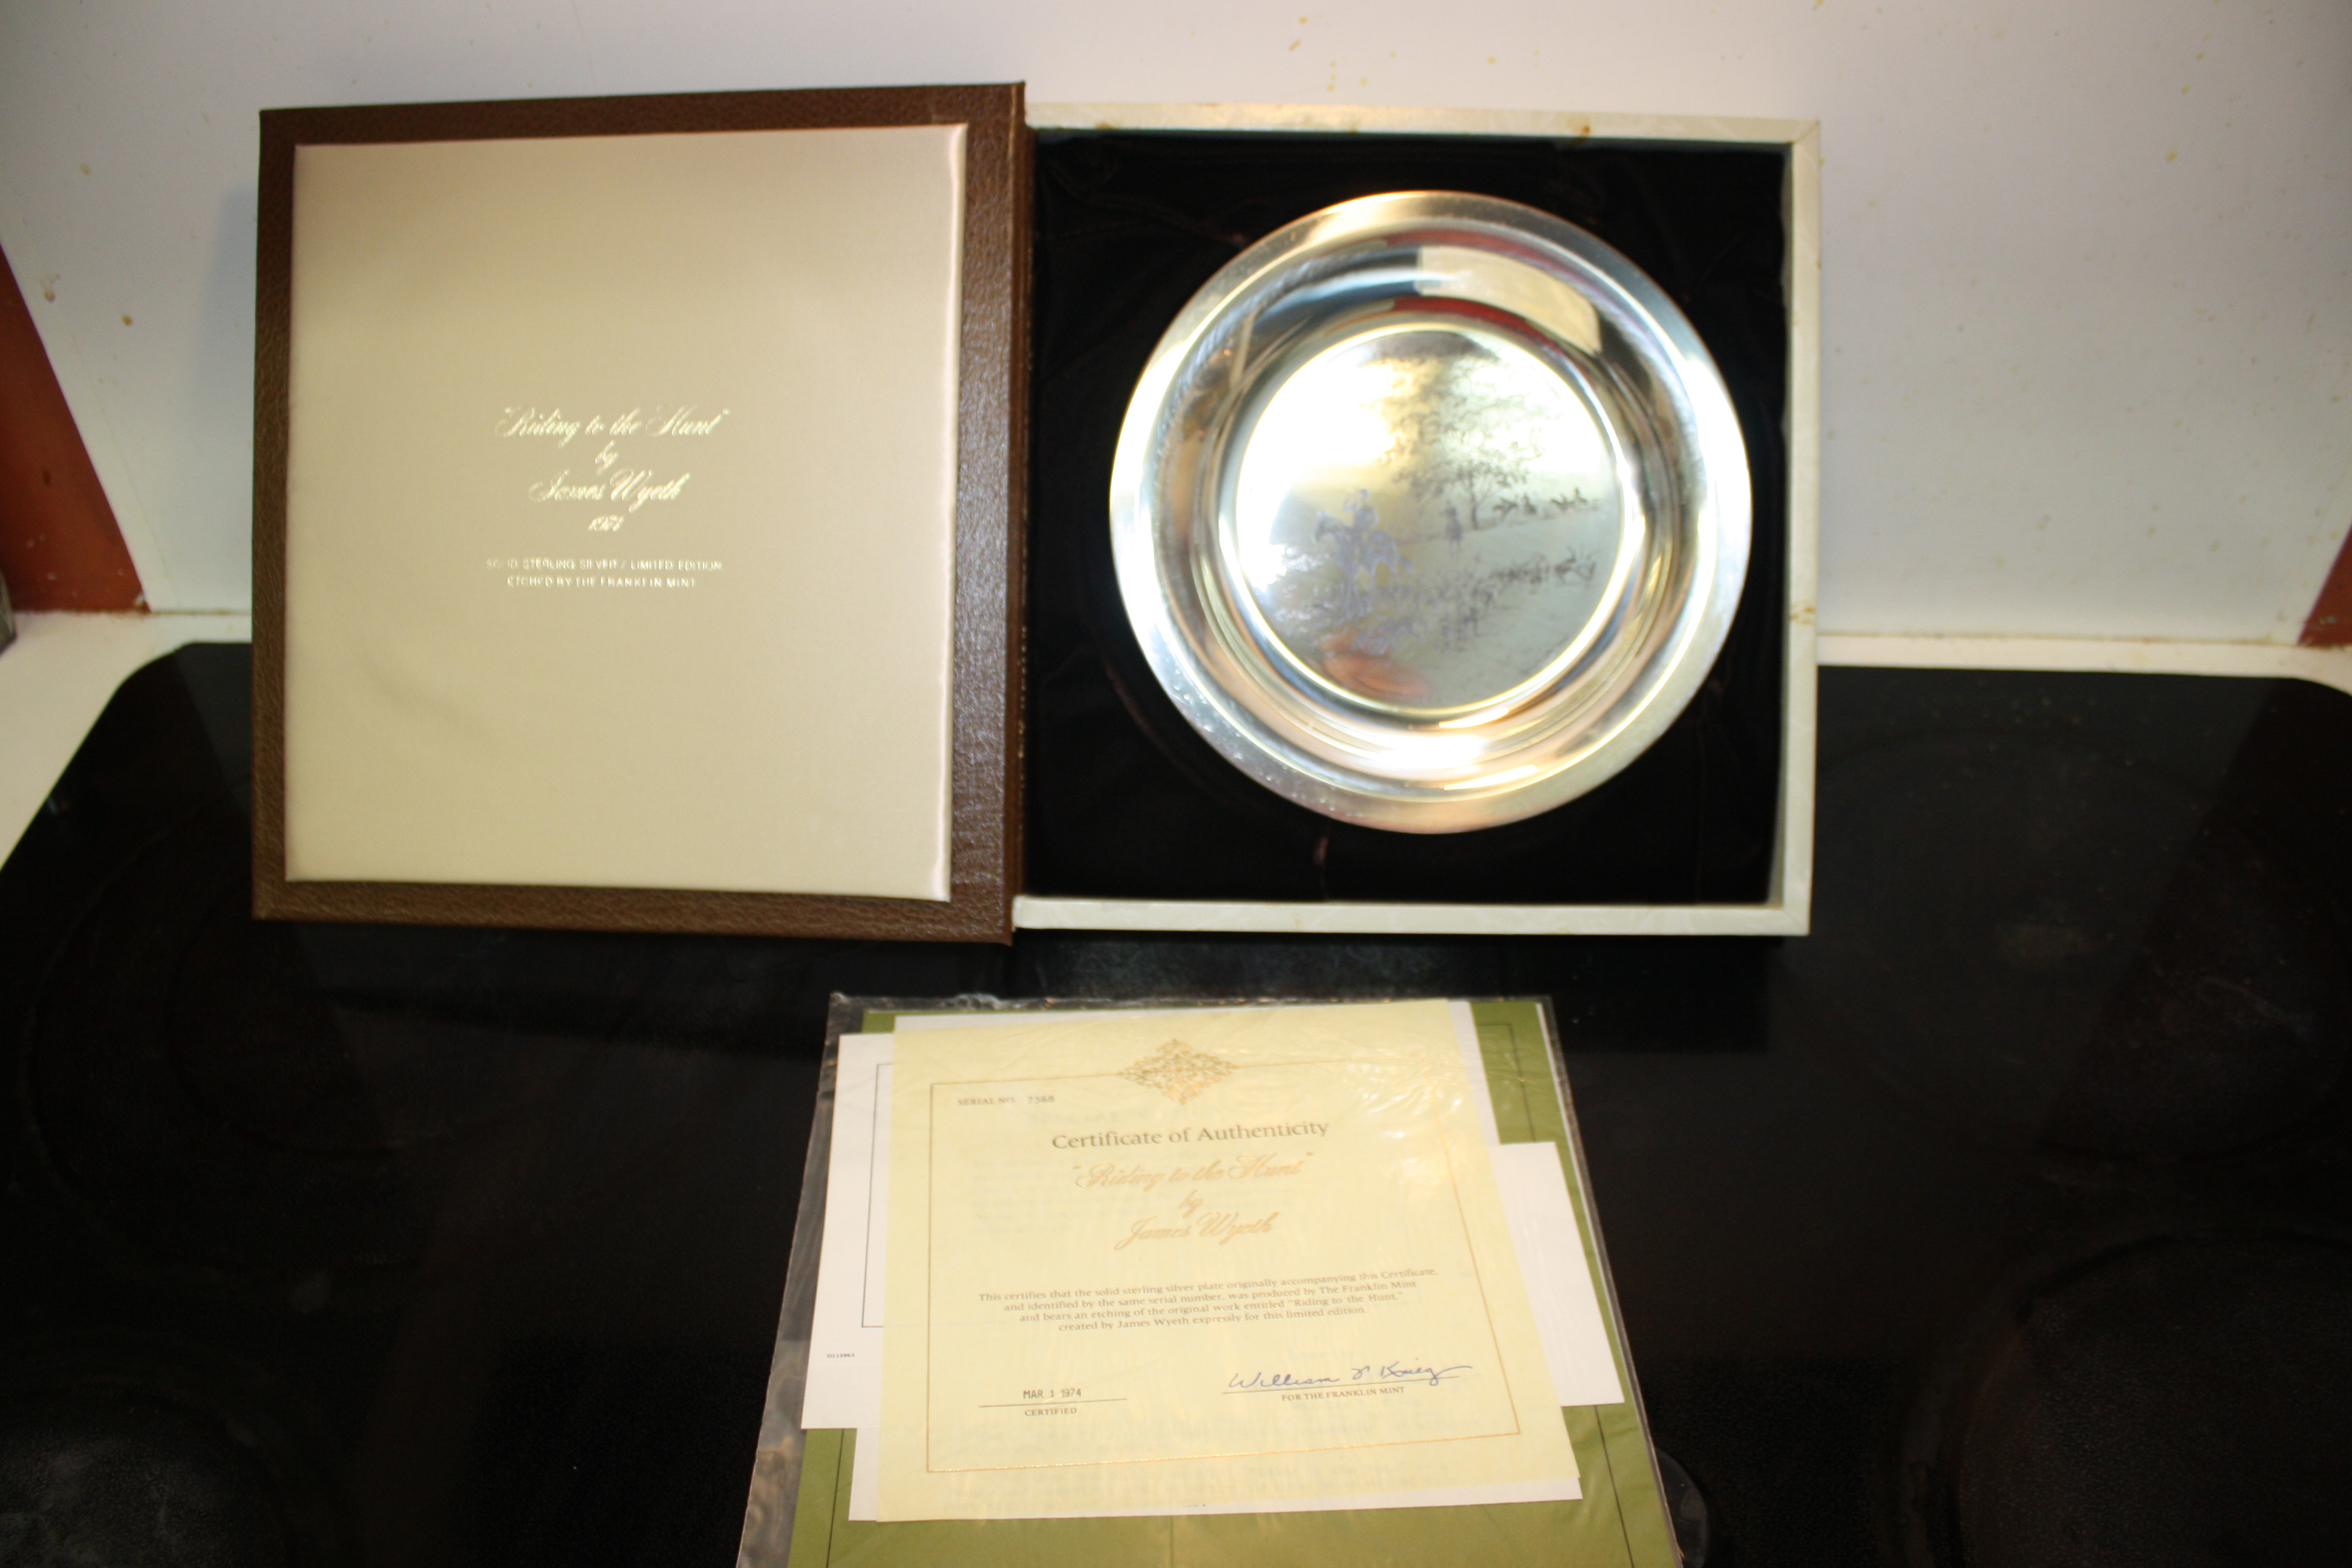 "Riding to the Hunt"
by
James Wyeth
1974
SOLID STERLING SILVER / LIMITED EDITION
ETCHED BY THE FRANKLIN MINT
SERIAL NO. 7368
Certificate of Authenticity
"Riding to the Hunt"
by
James Wyeth
This certifies that the solid sterling silver plate originally accompanying this Certificate,
and identified by the same serial number, was produced by The Franklin Mint
and bears an etching of the original work entitled "Riding to the Hunt,"
created by James Wyeth expressly for this limited edition.
MAR 1 1974
CERTIFIED
William F Krieg
FOR THE FRANKLIN MINT